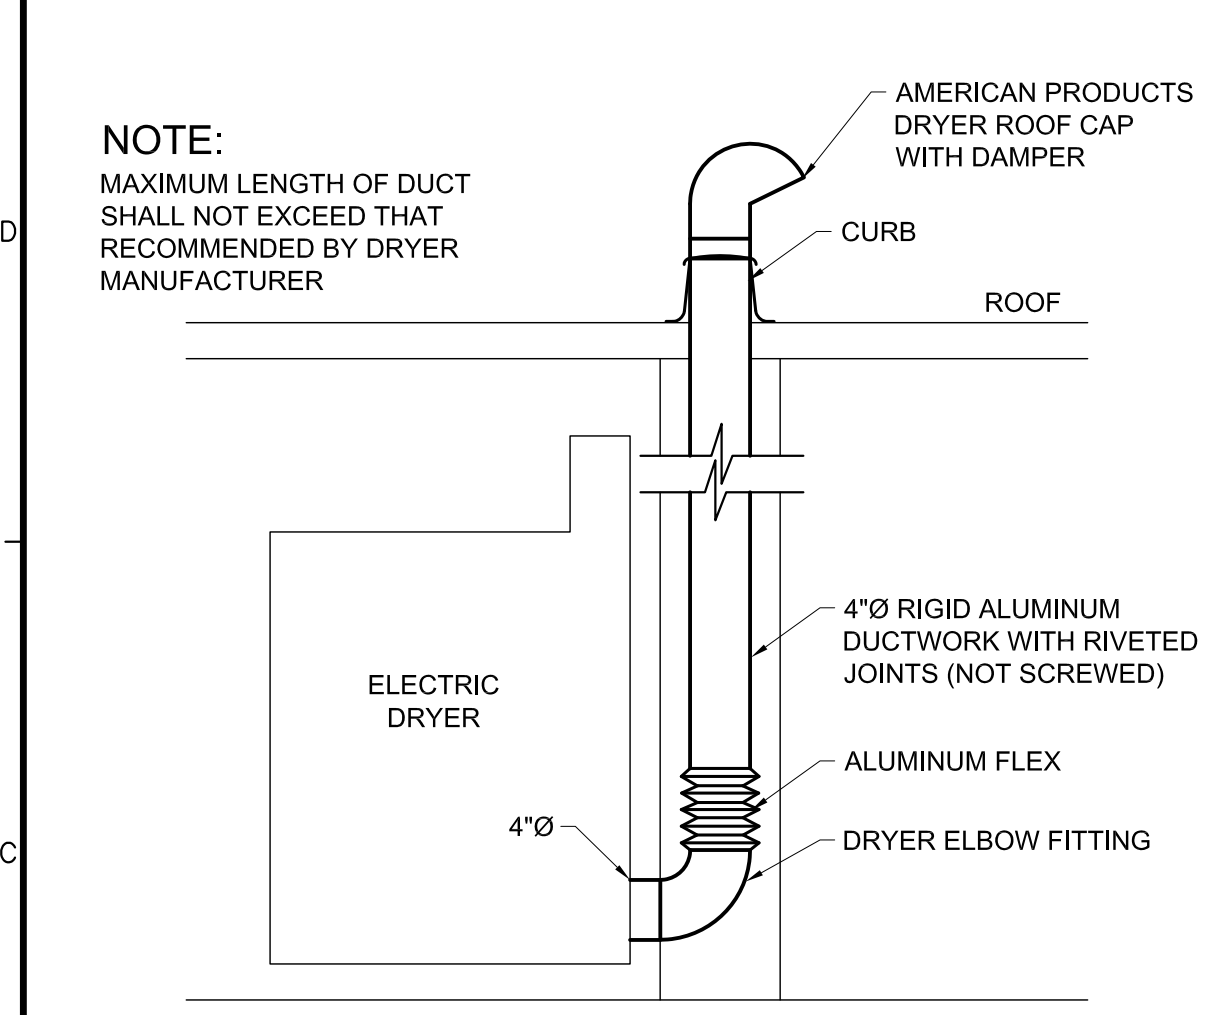 AMERICAN PRODUCTS
DRYER ROOF CAP
WITH DAMPER
NOTE:
MAXIMUM LENGTH OF DUCT
SHALL NOT EXCEED THAT
RECOMMENDED BY DRYER
MANUFACTURER
D
CURB
ROOF
4"Ø RIGID ALUMINUM
DUCTWORK WITH RIVETED
JOINTS (NOT SCREWED)
ELECTRIC
DRYER
ALUMINUM FLEX
4"Ø
DRYER ELBOW FITTING
C